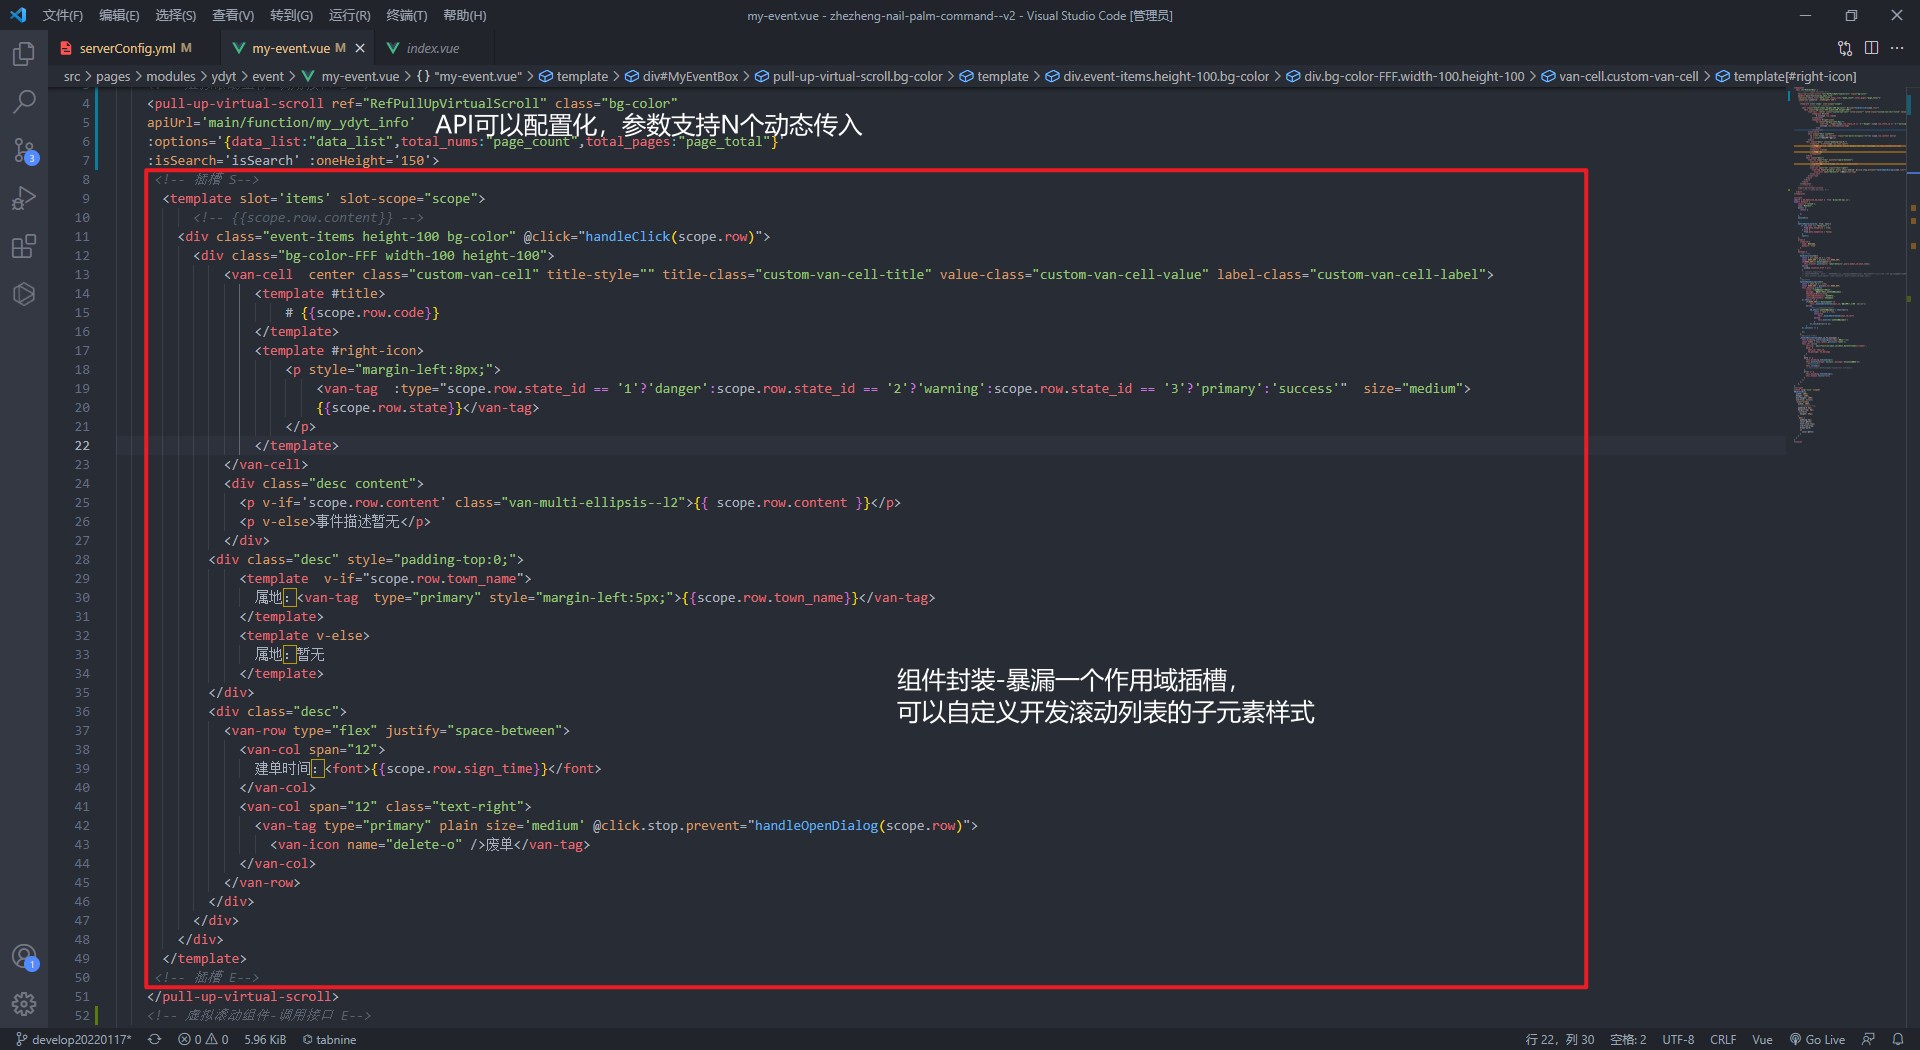 文件(F) 编辑(E) 选择(S) 查看(V) 转到(G) 运行(R) 终端(T) 帮助(H) my-event.vue - zhezheng-nail-palm-command--v2 - Visual Studio Code [管理员]
serverConfig.yml M my-event.vue M index.vue
src > pages > modules > ydyt > event > my-event.vue > {} "my-event.vue" > template > div#MyEventBox > pull-up-virtual-scroll.bg-color > template > div.event-items.height-100.bg-color > div.bg-color-FFF.width-100.height-100 > van-cell.custom-van-cell > template[#right-icon]
4 <pull-up-virtual-scroll ref="RefPullUpVirtualScroll" class="bg-color"
5 apiUrl='main/function/my_ydyt_info'
API可以配置化，参数支持N个动态传入
6 :options='{data_list:"data_list",total_nums:"page_count",total_pages:"page_total"}'
7 :isSearch='isSearch' :oneHeight='150'>
8 <!-- 插槽 S-->
9 <template slot='items' slot-scope="scope">
10 <!-- {{scope.row.content}} -->
11 <div class="event-items height-100 bg-color" @click="handleClick(scope.row)">
12 <div class="bg-color-FFF width-100 height-100">
13 <van-cell  center class="custom-van-cell" title-style="" title-class="custom-van-cell-title" value-class="custom-van-cell-value" label-class="custom-van-cell-label">
14 <template #title>
15 # {{scope.row.code}}
16 </template>
17 <template #right-icon>
18 <p style="margin-left:8px;">
19 <van-tag  :type="scope.row.state_id == '1'?'danger':scope.row.state_id == '2'?'warning':scope.row.state_id == '3'?'primary':'success'"  size="medium">
20 {{scope.row.state}}</van-tag>
21 </p>
22 </template>
23 </van-cell>
24 <div class="desc content">
25 <p v-if='scope.row.content' class="van-multi-ellipsis--l2">{{ scope.row.content }}</p>
26 <p v-else>事件描述暂无</p>
27 </div>
28 <div class="desc" style="padding-top:0;">
29 <template  v-if="scope.row.town_name">
30 属地：<van-tag  type="primary" style="margin-left:5px;">{{scope.row.town_name}}</van-tag>
31 </template>
32 <template v-else>
33 属地：暂无
34 </template>
组件封装-暴漏一个作用域插槽，
可以自定义开发滚动列表的子元素样式
35 </div>
36 <div class="desc">
37 <van-row type="flex" justify="space-between">
38 <van-col span="12">
39 建单时间：<font>{{scope.row.sign_time}}</font>
40 </van-col>
41 <van-col span="12" class="text-right">
42 <van-tag type="primary" plain size='medium' @click.stop.prevent="handleOpenDialog(scope.row)">
43 <van-icon name="delete-o" />废单</van-tag>
44 </van-col>
45 </van-row>
46 </div>
47 </div>
48 </div>
49 </template>
50 <!-- 插槽 E-->
51 </pull-up-virtual-scroll>
52 <!-- 虚拟滚动组件-调用接口 E-->
3
1
develop20220117* 0 0 5.96 KiB tabnine 行 22，列 30 空格: 2 UTF-8 CRLF Vue Go Live